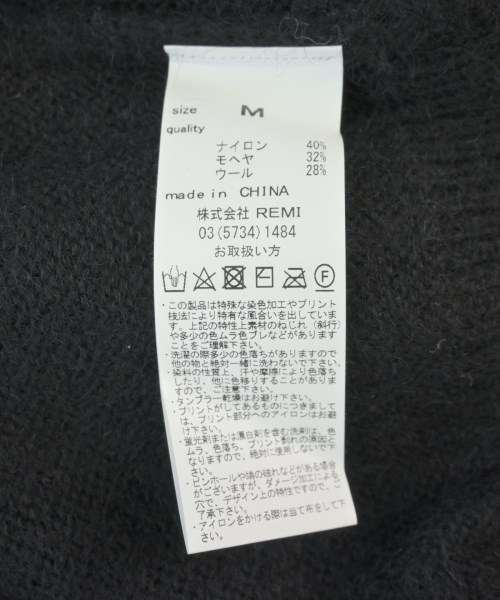 size M
quality
ナイロン 40%
モヘヤ 32%
ウール 28%
made in CHINA
株式会社 REMI
03(5734)1484
お取扱い方
F
・この製品は特殊な染色加工やプリント
技法により特有な風合いを出していま
す。上記の特性上素材のねじれ（斜行）
や多少の色ムラ色ブレなどがあります
ことをご理解下さい。
・洗濯の際多少の色落ちがありますので
他の物と絶対一緒に洗わないで下さい。
・染料の性質上、汗や摩擦により色落ち
したり、他に色移りすることがありま
すので、ご注意下さい。
・タンブラー乾燥はお避け下さい。
・プリントがしてあるものにつきまして
は、プリント部分へのアイロンはお避
け下さい。
・蛍光剤または漂白剤を含む洗剤は、色
ムラ、色落ち、プリント剥れの原因と
なりますので、絶対に使用しないで下
さい。
・ピンホールや端の破れなどがある場合
がございますが、ダメージ加工による
穴で、デザイン上の特性ですので、ご
了承下さい。
・アイロンをかける際は当て布をして下
さい。